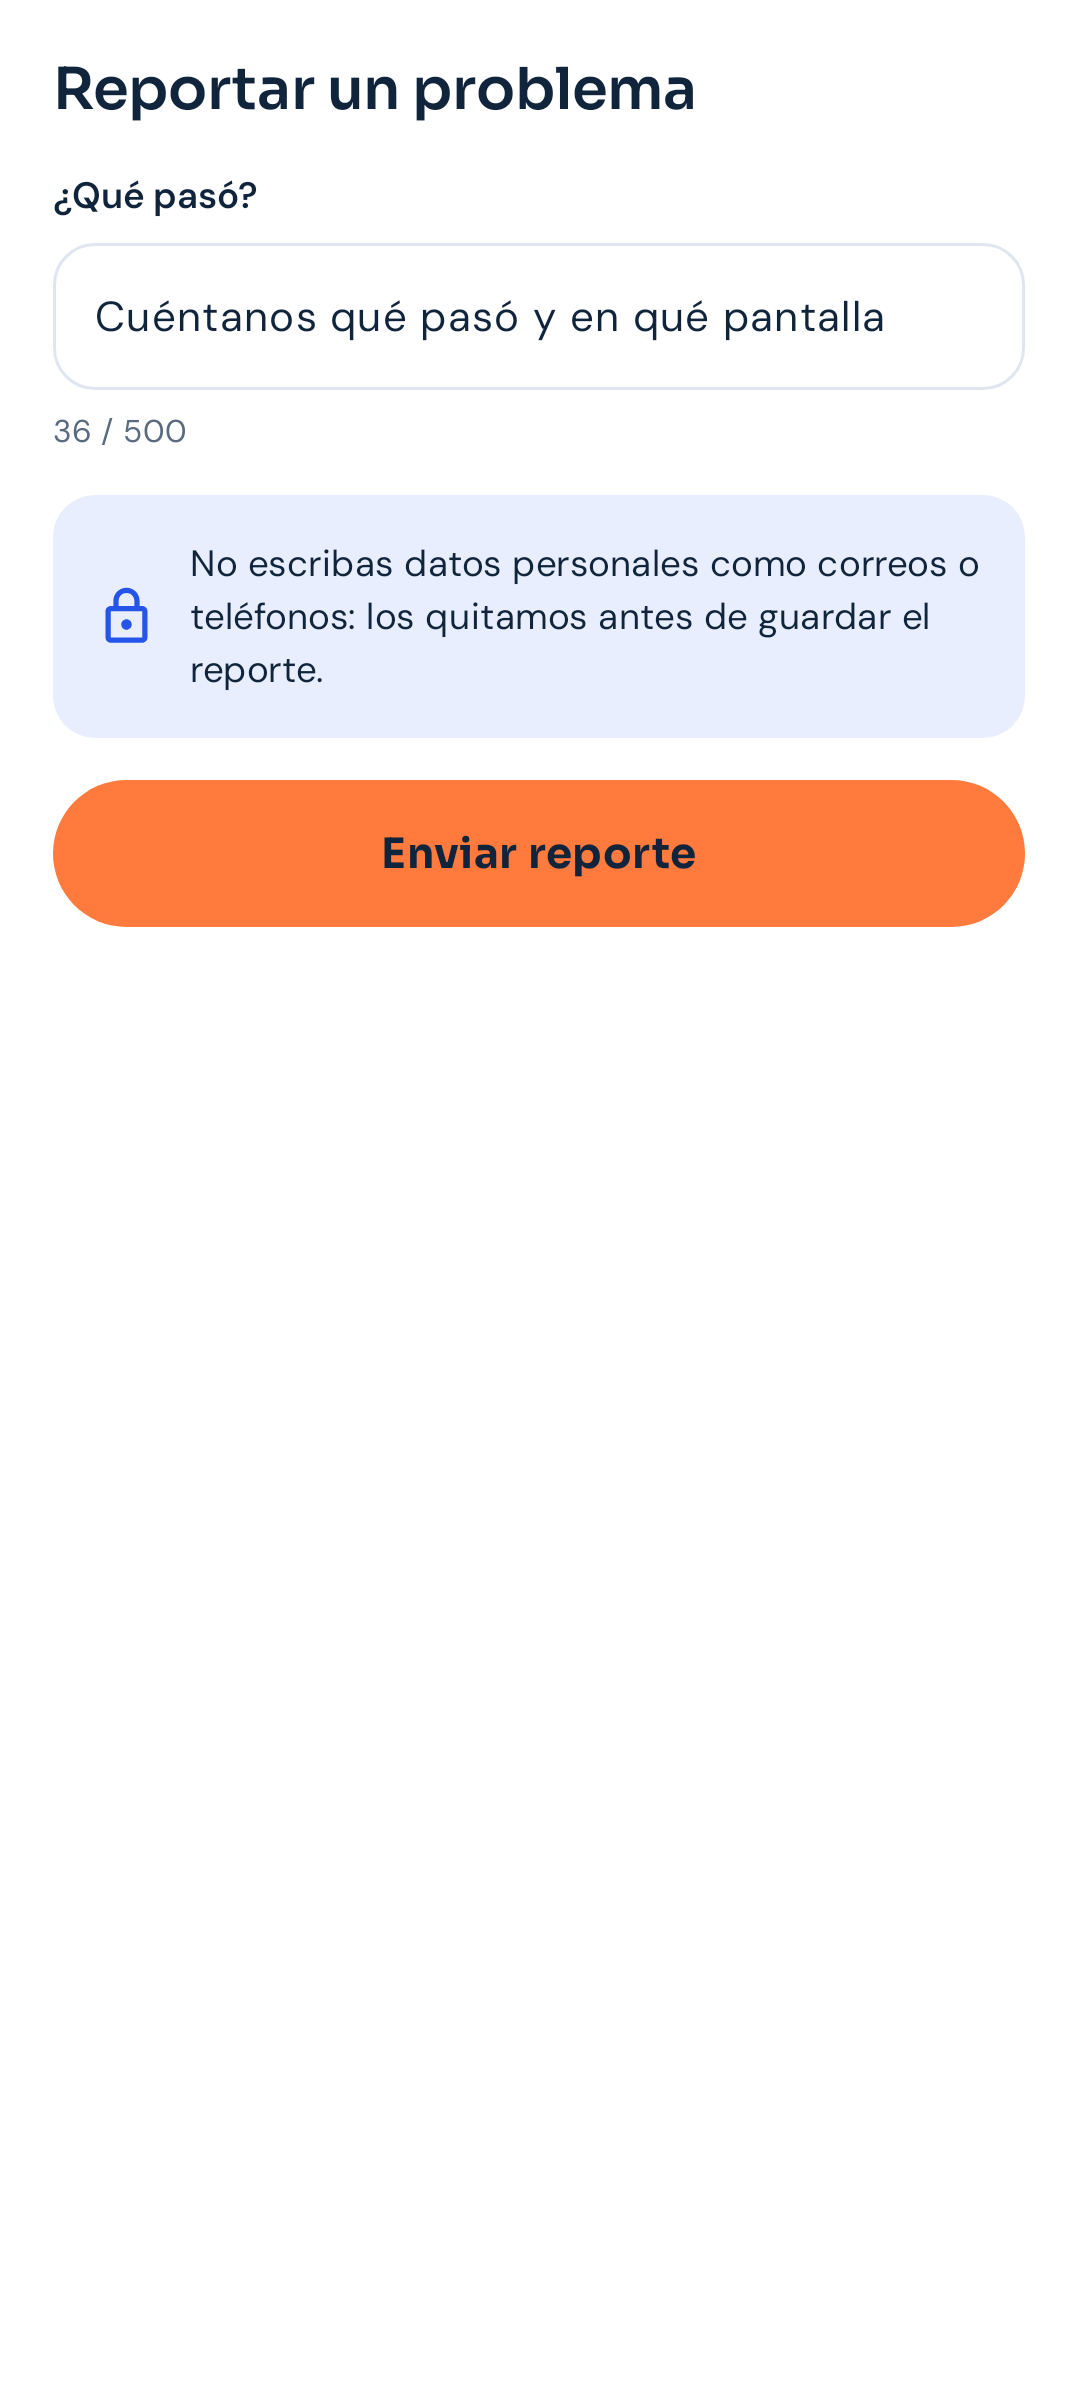 Reportar un problema
¿Qué pasó?
Cuéntanos qué pasó y en qué pantalla
36 / 500
No escribas datos personales como correos o
teléfonos: los quitamos antes de guardar el
reporte.
Enviar reporte